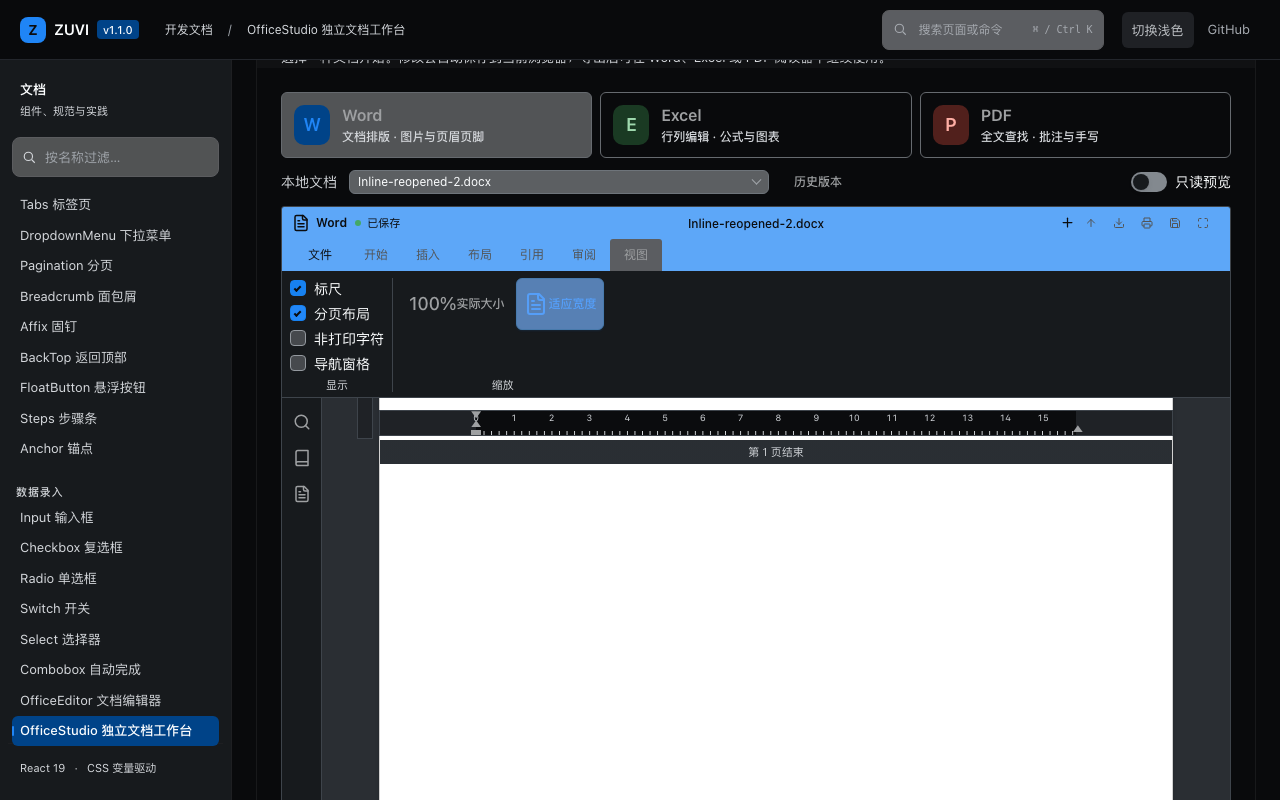 Z ZUVI v1.1.0 开发文档 / OfficeStudio 独立文档工作台 搜索页面或命令 ⌘ / Ctrl K 切换浅色 GitHub
文档
组件、规范与实践
按名称过滤...
Tabs 标签页
DropdownMenu 下拉菜单
Pagination 分页
Breadcrumb 面包屑
Affix 固钉
BackTop 返回顶部
FloatButton 悬浮按钮
Steps 步骤条
Anchor 锚点
数据录入
Input 输入框
Checkbox 复选框
Radio 单选框
Switch 开关
Select 选择器
Combobox 自动完成
OfficeEditor 文档编辑器
OfficeStudio 独立文档工作台
React 19 · CSS 变量驱动
W Word
文档排版 · 图片与页眉页脚
E Excel
行列编辑 · 公式与图表
P PDF
全文查找 · 批注与手写
本地文档 Inline-reopened-2.docx 历史版本 只读预览
Word 已保存 Inline-reopened-2.docx
文件 开始 插入 布局 引用 审阅 视图
标尺
分页布局
非打印字符
导航窗格
显示
100% 实际大小 适应宽度
缩放
0 1 2 3 4 5 6 7 8 9 10 11 12 13 14 15
第 1 页结束